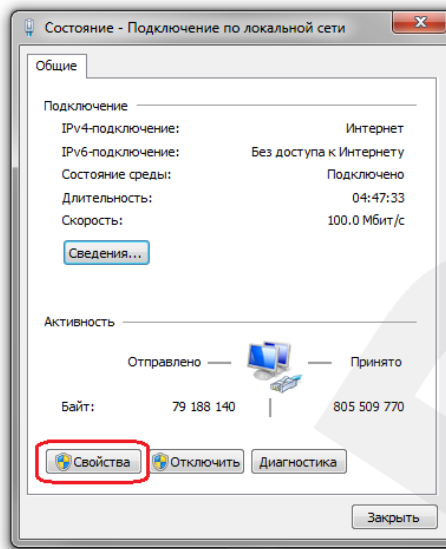 Состояние - Подключение по локальной сети
Общие
Подключение
IPv4-подключение: Интернет
IPv6-подключение: Без доступа к Интернету
Состояние среды: Подключено
Длительность: 04:47:33
Скорость: 100.0 Мбит/с
Сведения...
Активность
Отправлено — — Принято
Байт: 79 188 140 805 509 770
Свойства Отключить Диагностика
Закрыть